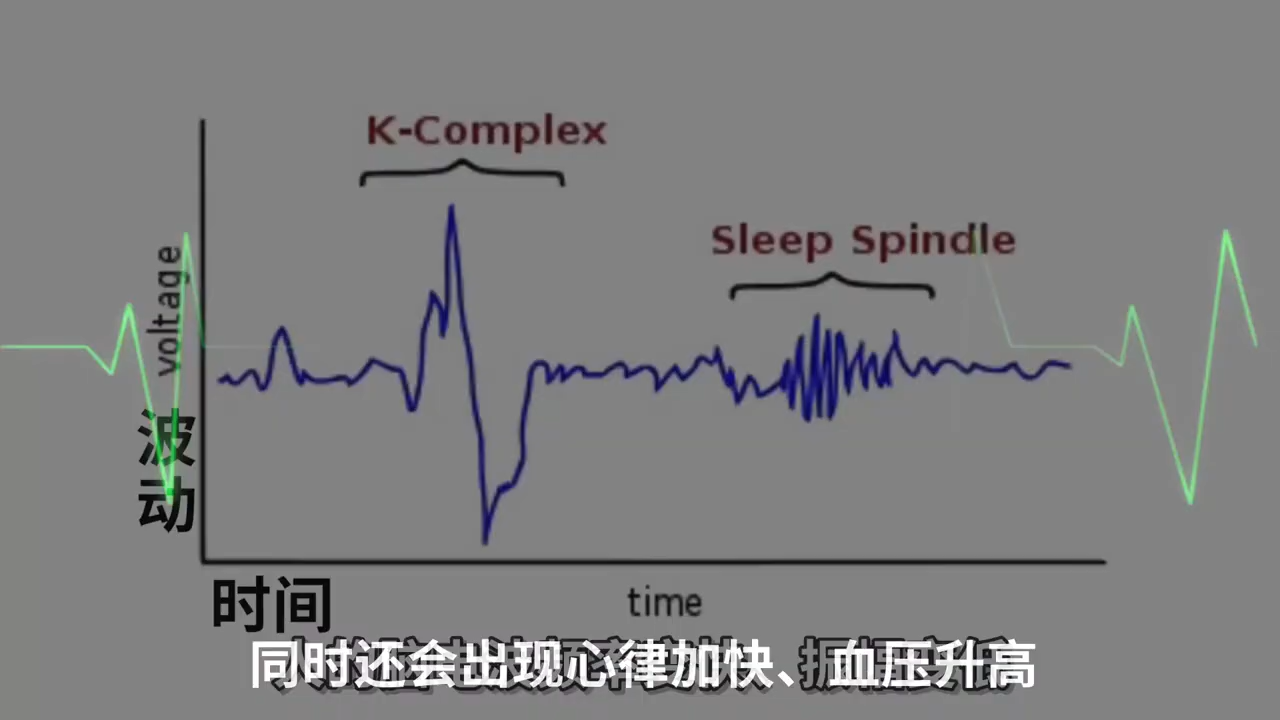 K-Complex
Sleep Spindle
voltage
波动
时间
time
同时还会出现心律加快、血压升高